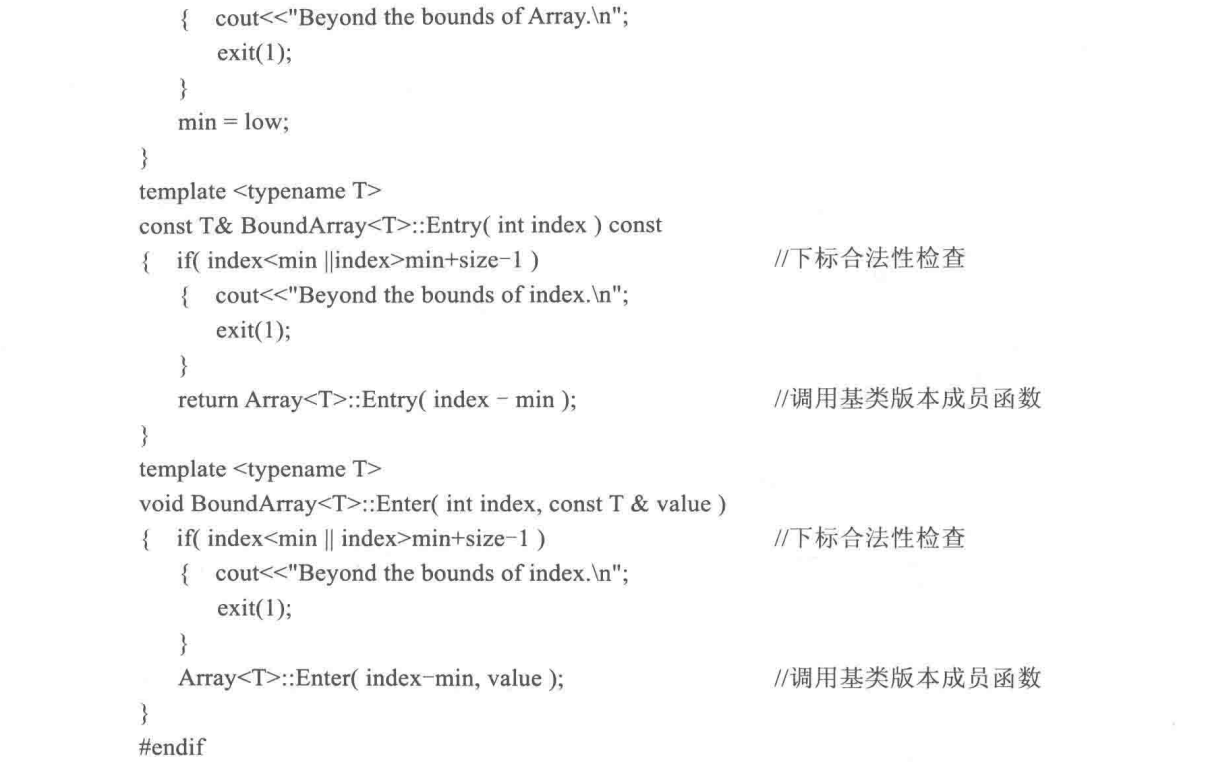 { cout<<"Beyond the bounds of Array.\n";
exit(1);
}
min = low;
}
template <typename T>
const T& BoundArray<T>::Entry( int index ) const
{ if( index<min ||index>min+size-1 ) //下标合法性检查
{ cout<<"Beyond the bounds of index.\n";
exit(1);
}
return Array<T>::Entry( index - min ); //调用基类版本成员函数
}
template <typename T>
void BoundArray<T>::Enter( int index, const T & value )
{ if( index<min || index>min+size-1 ) //下标合法性检查
{ cout<<"Beyond the bounds of index.\n";
exit(1);
}
Array<T>::Enter( index-min, value ); //调用基类版本成员函数
}
#endif